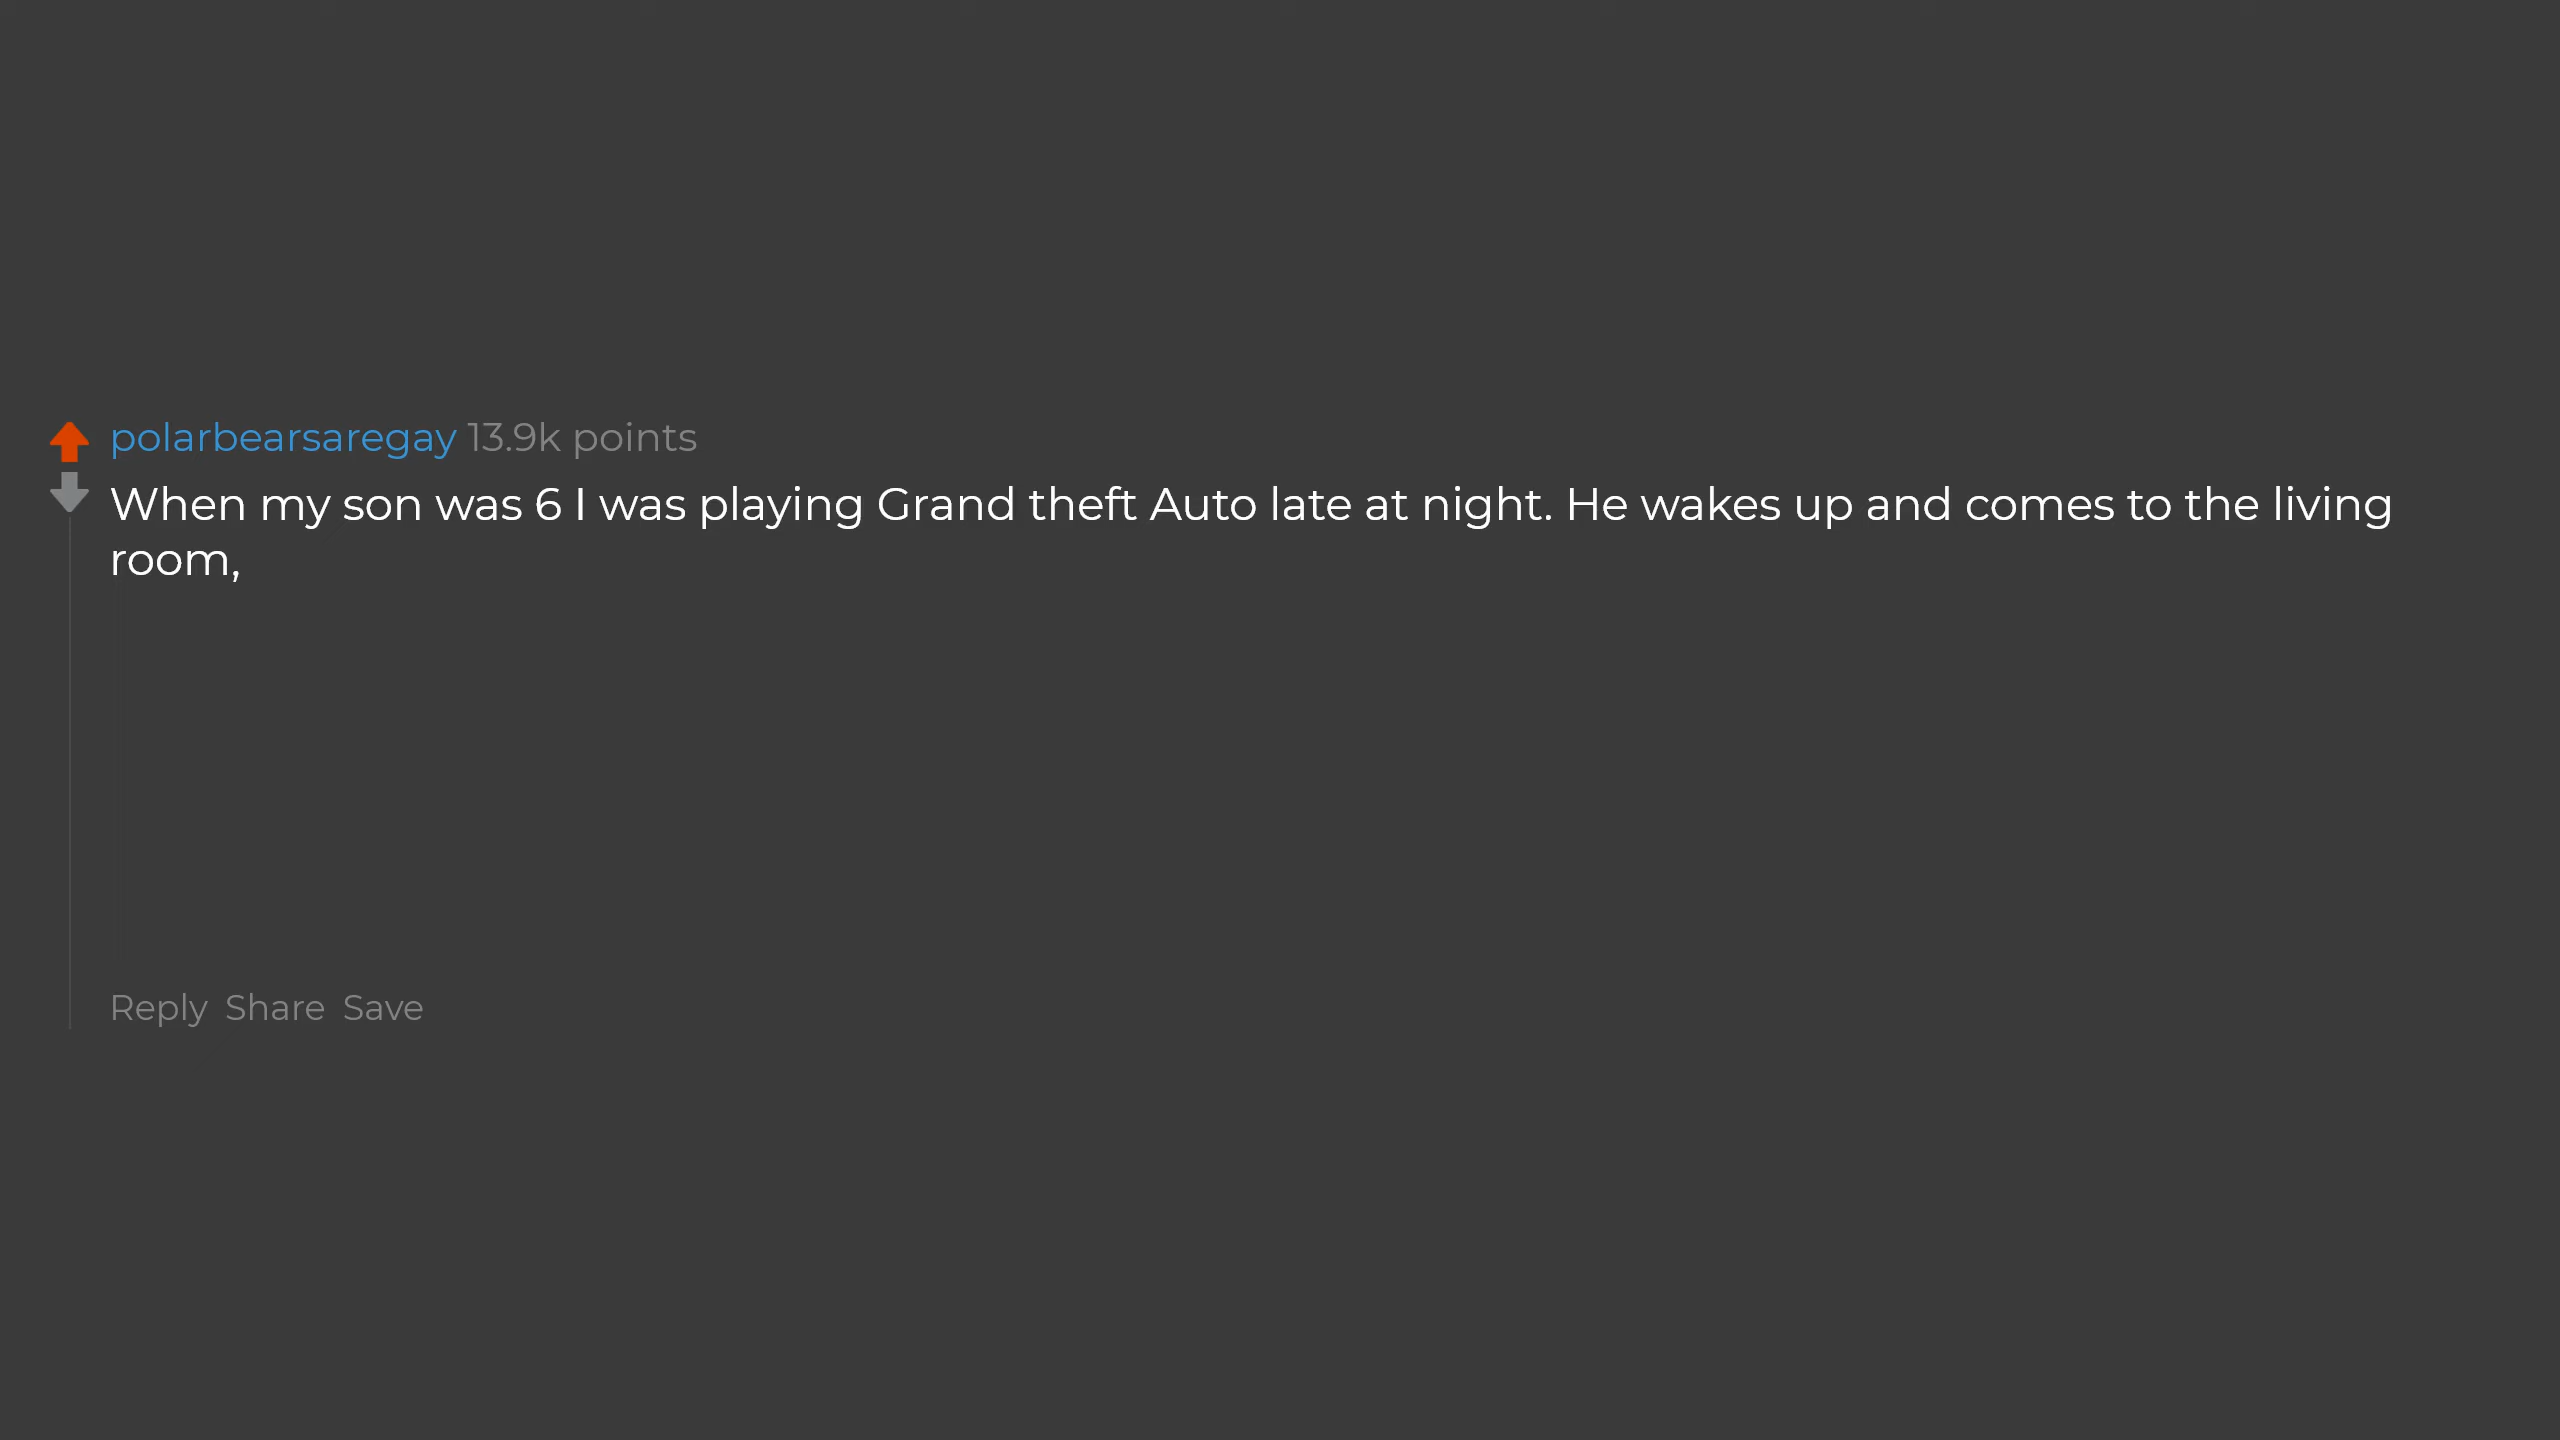 polarbearsaregay 13.9k points
When my son was 6 I was playing Grand theft Auto late at night. He wakes up and comes to the living
room,
Reply Share Save